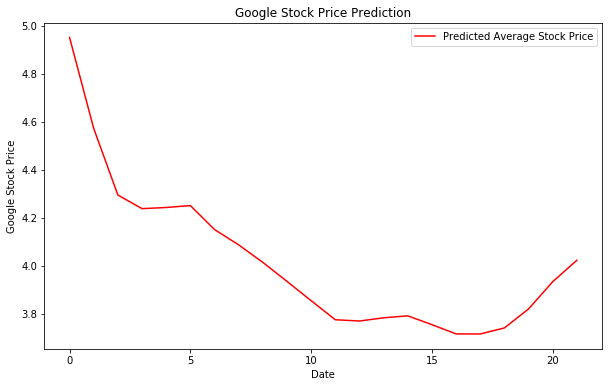 Google Stock Price Prediction
Predicted Average Stock Price
Google Stock Price
5.0
4.8
4.6
4.4
4.2
4.0
3.8
0 5 10 15 20
Date